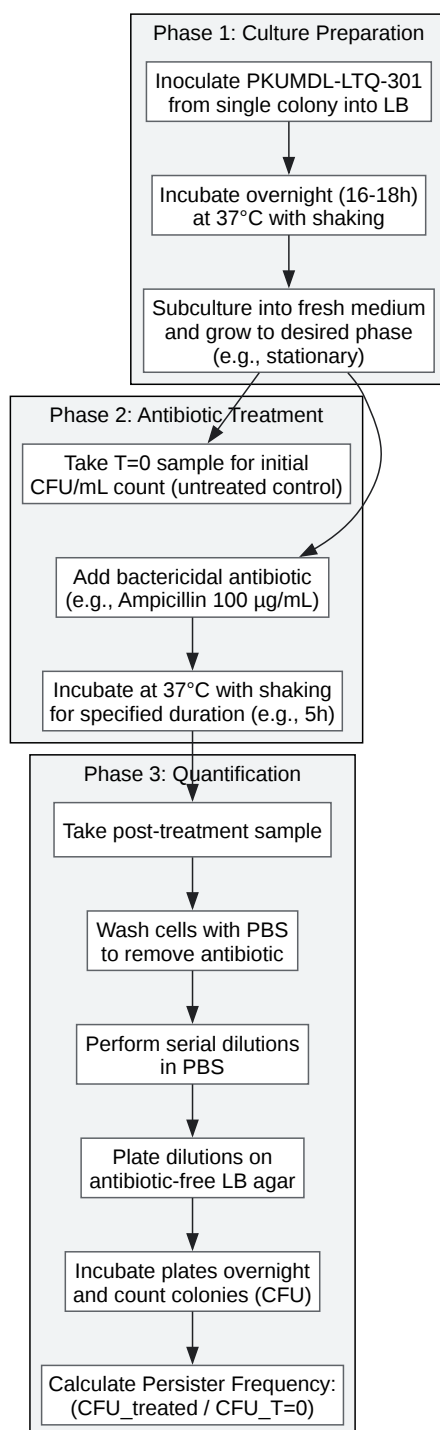 Phase 1: Culture Preparation
Inoculate PKUMDL-LTQ-301
from single colony into LB
Incubate overnight (16-18h)
at 37°C with shaking
Subculture into fresh medium
and grow to desired phase
(e.g., stationary)
Phase 2: Antibiotic Treatment
Take T=0 sample for initial
CFU/mL count (untreated control)
Add bactericidal antibiotic
(e.g., Ampicillin 100 µg/mL)
Incubate at 37°C with shaking
for specified duration (e.g., 5h)
Phase 3: Quantification
Take post-treatment sample
Wash cells with PBS
to remove antibiotic
Perform serial dilutions
in PBS
Plate dilutions on
antibiotic-free LB agar
Incubate plates overnight
and count colonies (CFU)
Calculate Persister Frequency:
(CFU_treated / CFU_T=0)